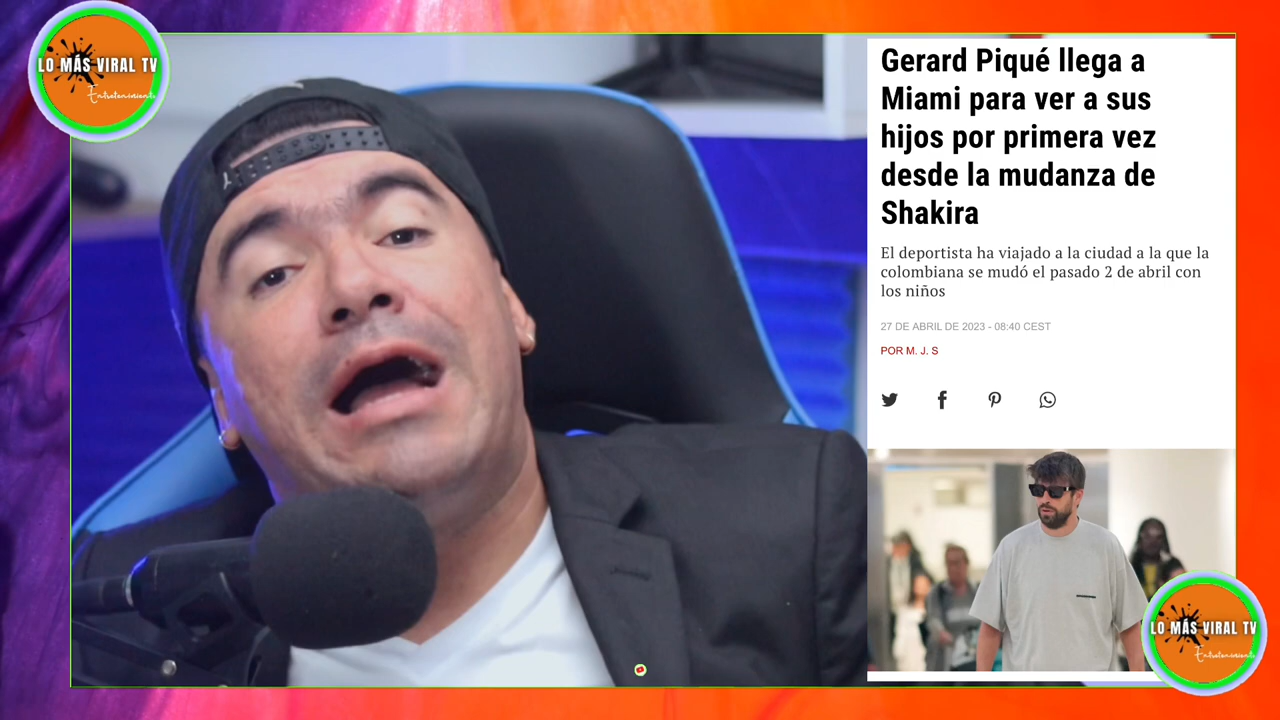 LO MÁS VIRAL TV
Entretenimiento
Gerard Piqué llega a
Miami para ver a sus
hijos por primera vez
desde la mudanza de
Shakira
El deportista ha viajado a la ciudad a la que la
colombiana se mudó el pasado 2 de abril con
los niños
27 DE ABRIL DE 2023 - 08:40 CEST
POR M. J. S
LO MÁS VIRAL TV
Entretenimiento